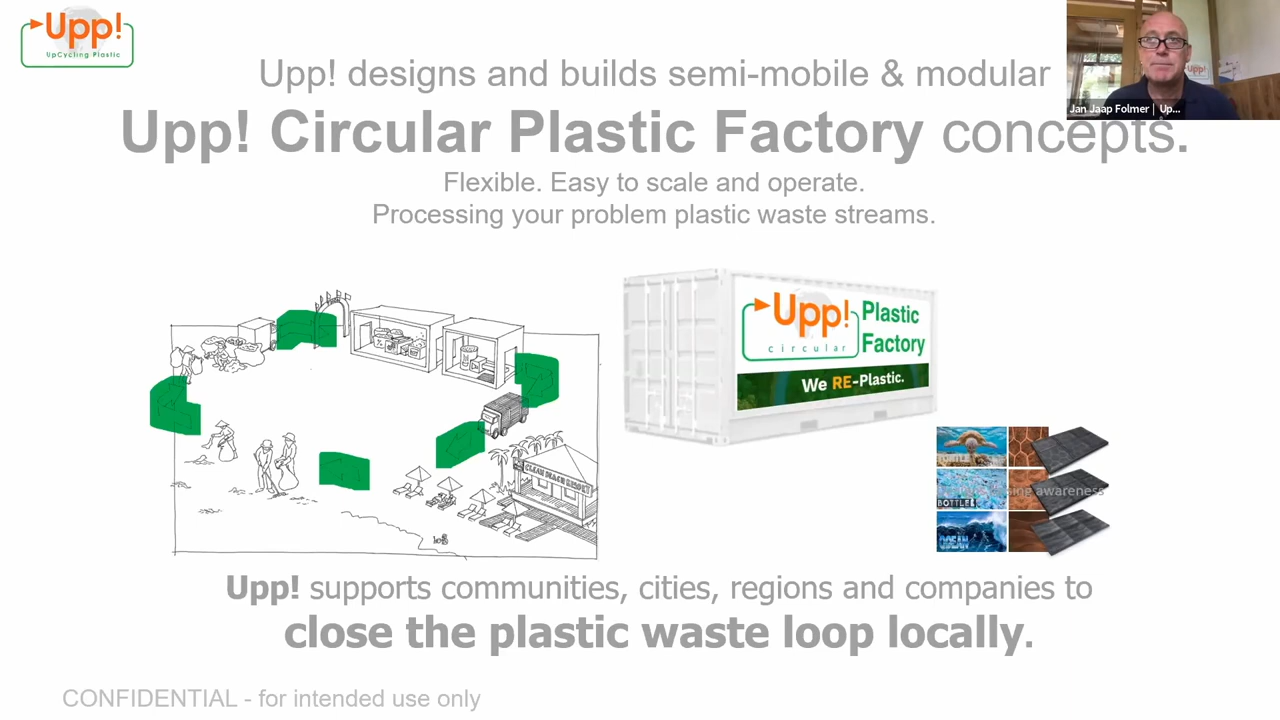 Upp!
UpCycling Plastic
Jan Jaap Folmer | Up...
Upp! designs and builds semi-mobile & modular
Upp! Circular Plastic Factory concepts.
Flexible. Easy to scale and operate.
Processing your problem plastic waste streams.
Upp!
circular
Plastic
Factory
We RE-Plastic.
CLEAN BEACH RESORT
sing awareness
BOTTLE
OCEAN
Upp! supports communities, cities, regions and companies to
close the plastic waste loop locally.
CONFIDENTIAL - for intended use only